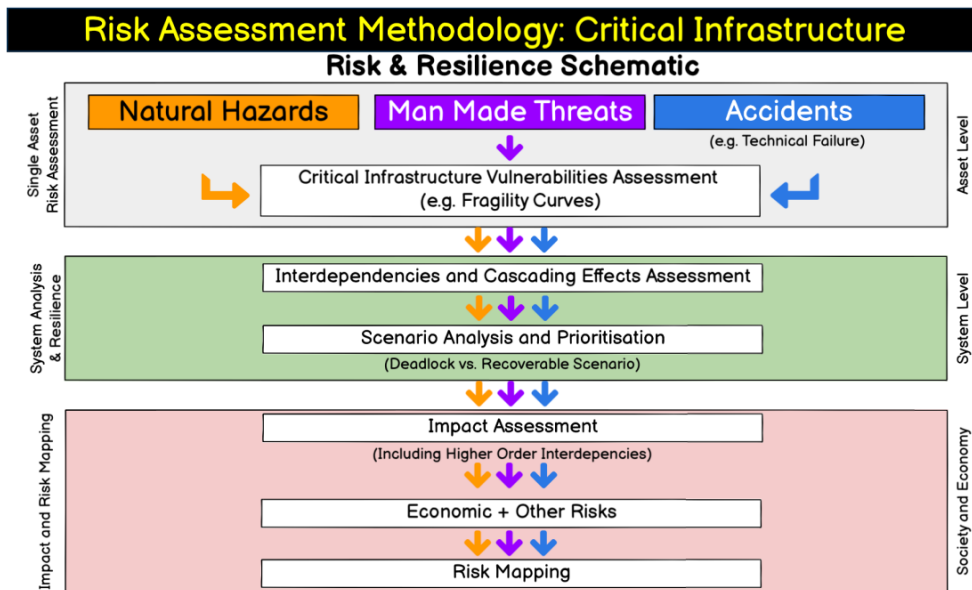 Risk Assessment Methodology: Critical Infrastructure
Risk & Resilience Schematic
Single Asset
Risk Assessment
Natural Hazards
Man Made Threats
Accidents
(e.g. Technical Failure)
Asset Level
Critical Infrastructure Vulnerabilities Assessment
(e.g. Fragility Curves)
System Analysis
& Resilience
Interdependencies and Cascading Effects Assessment
System Level
Scenario Analysis and Prioritisation
(Deadlock vs. Recoverable Scenario)
Impact and Risk Mapping
Impact Assessment
(Including Higher Order Interdepencies)
Society and Economy
Economic + Other Risks
Risk Mapping